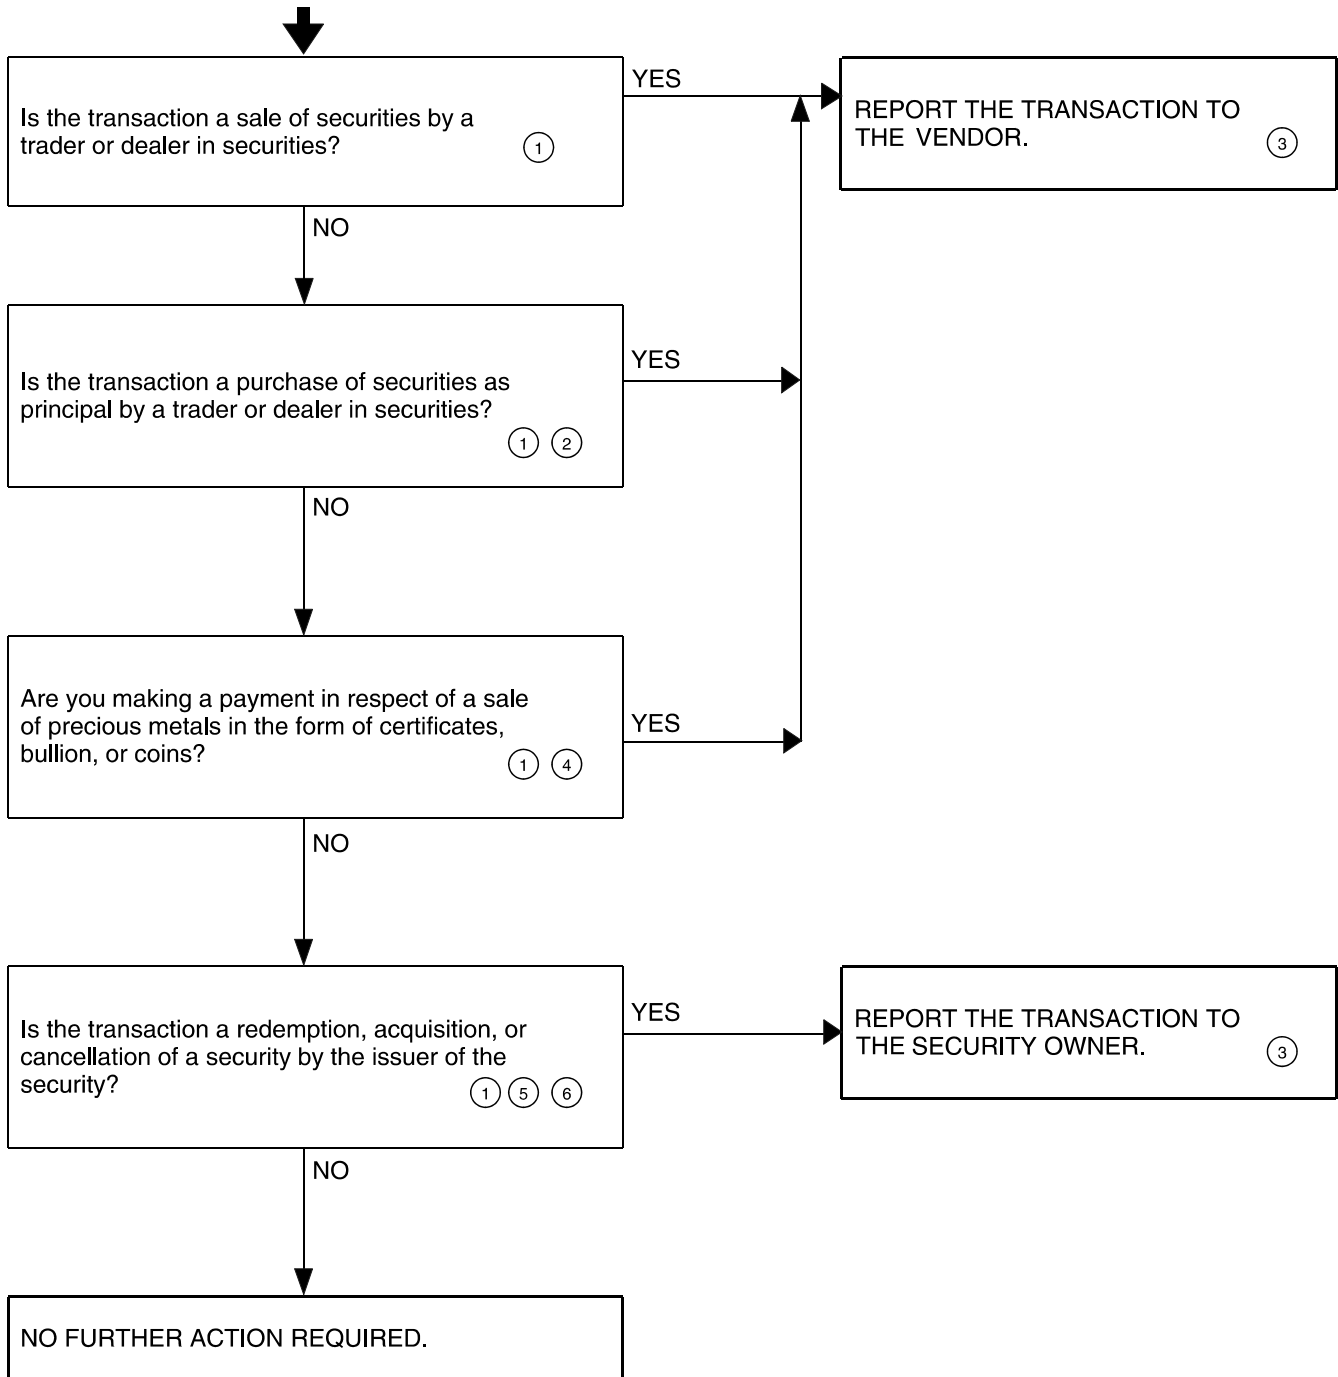 Is the transaction a sale of securities by a
trader or dealer in securities?
1
YES
REPORT THE TRANSACTION TO
THE VENDOR.
3
NO
Is the transaction a purchase of securities as
principal by a trader or dealer in securities?
1 2
YES
NO
Are you making a payment in respect of a sale
of precious metals in the form of certificates,
bullion, or coins?
1 4
YES
NO
Is the transaction a redemption, acquisition, or
cancellation of a security by the issuer of the
security?
1 5 6
YES
REPORT THE TRANSACTION TO
THE SECURITY OWNER.
3
NO
NO FURTHER ACTION REQUIRED.